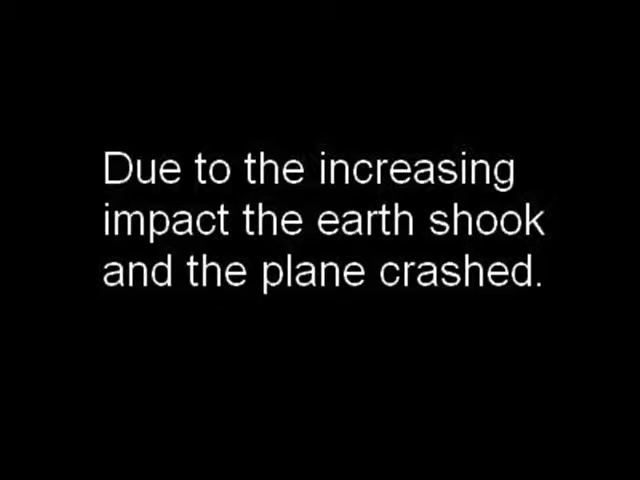 Due to the increasing
impact the earth shook
and the plane crashed.